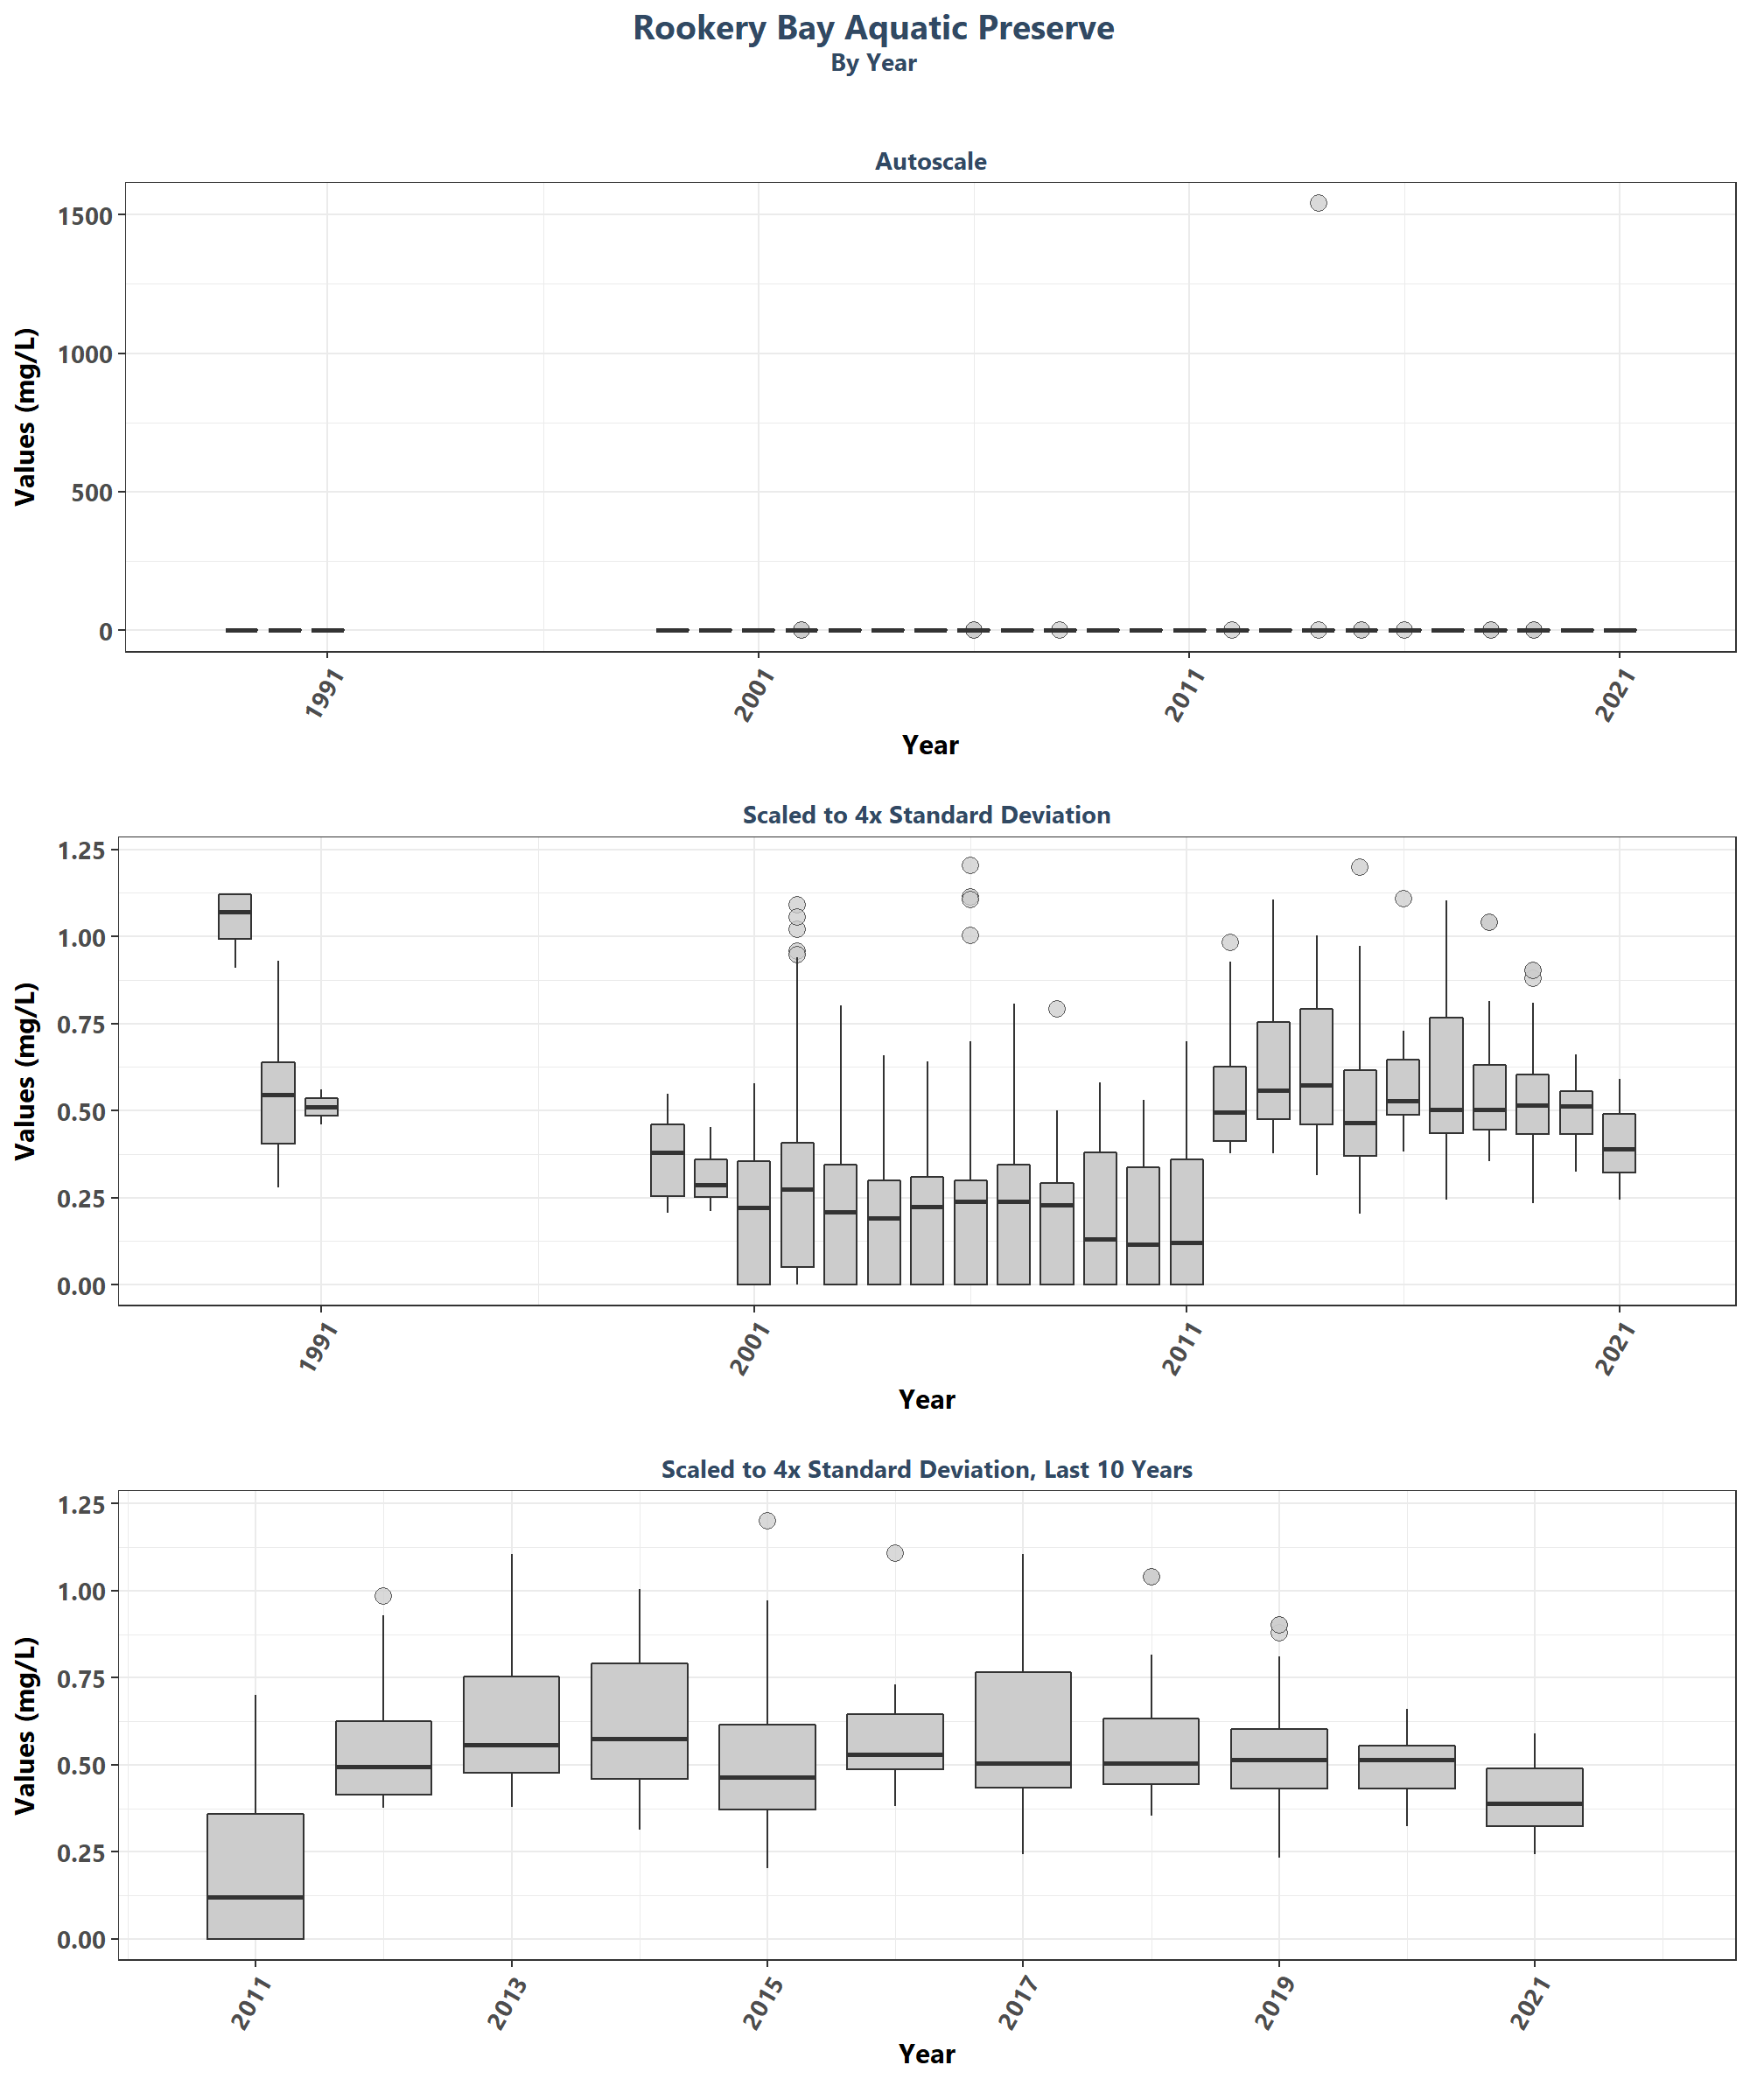 Rookery Bay Aquatic Preserve
By Year
Autoscale
Values (mg/L)
1500
1000
500
0
1991
2001
2011
2021
Year
Scaled to 4x Standard Deviation
Values (mg/L)
1.25
1.00
0.75
0.50
0.25
0.00
1991
2001
2011
2021
Year
Scaled to 4x Standard Deviation, Last 10 Years
Values (mg/L)
1.25
1.00
0.75
0.50
0.25
0.00
2011
2013
2015
2017
2019
2021
Year